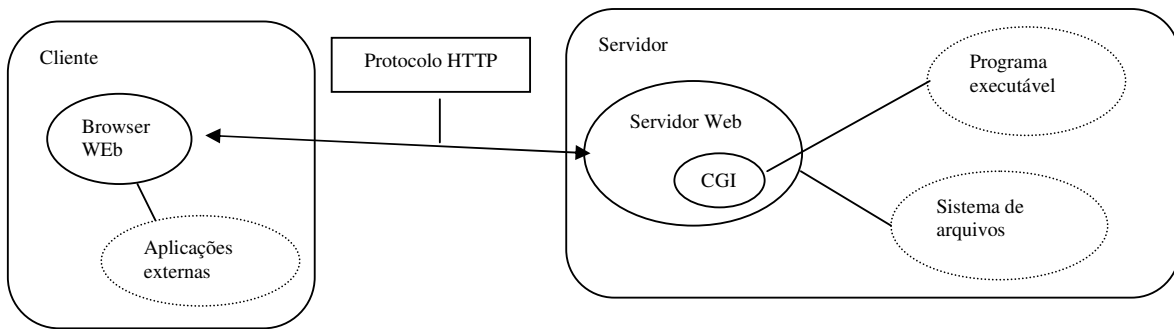 Cliente
Browser
WEb
Aplicações
externas
Protocolo HTTP
Servidor
Servidor Web
CGI
Programa
executável
Sistema de
arquivos